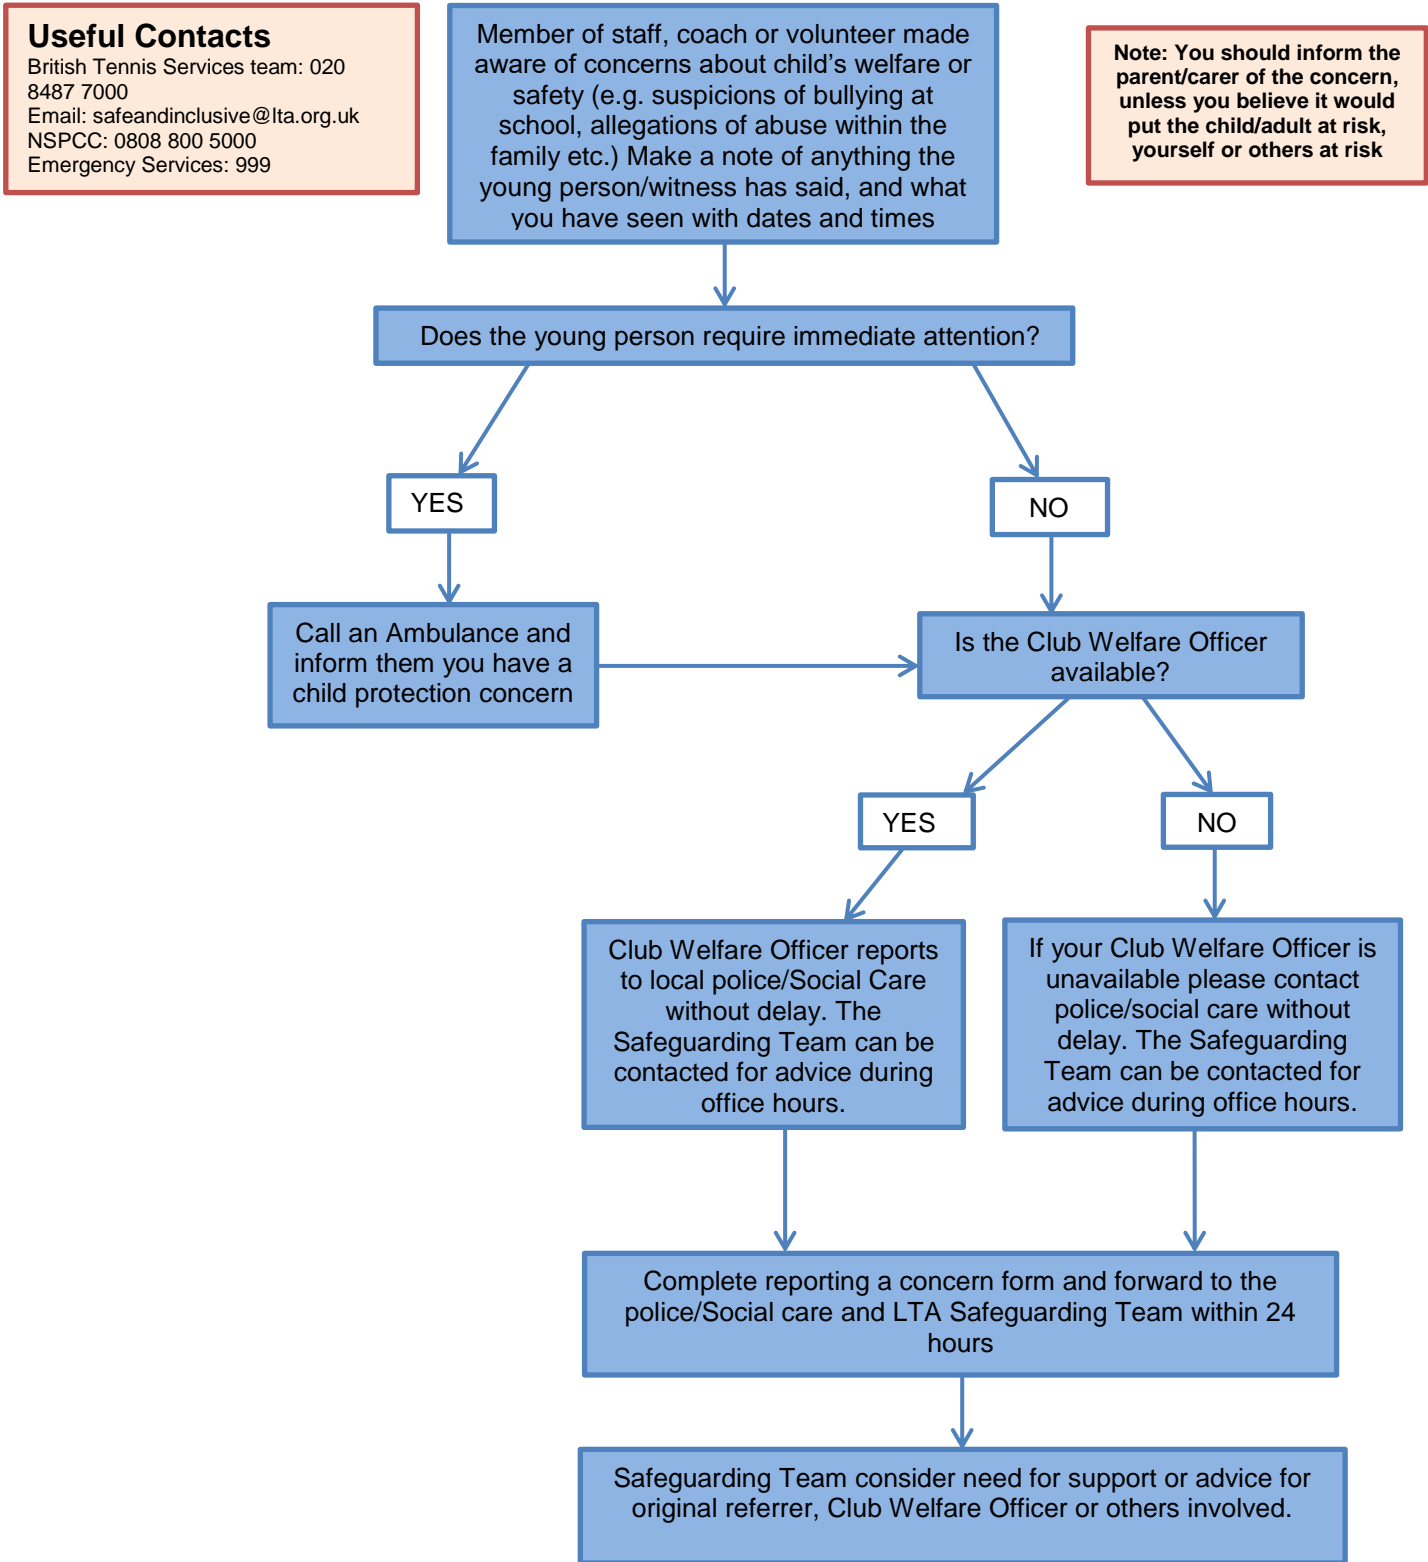 Useful Contacts
British Tennis Services team: 020
8487 7000
Email: safeandinclusive@lta.org.uk
NSPCC: 0808 800 5000
Emergency Services: 999
Member of staff, coach or volunteer made
aware of concerns about child’s welfare or
safety (e.g. suspicions of bullying at
school, allegations of abuse within the
family etc.) Make a note of anything the
young person/witness has said, and what
you have seen with dates and times
Note: You should inform the
parent/carer of the concern,
unless you believe it would
put the child/adult at risk,
yourself or others at risk
Does the young person require immediate attention?
YES
NO
Call an Ambulance and
inform them you have a
child protection concern
Is the Club Welfare Officer
available?
YES
NO
Club Welfare Officer reports
to local police/Social Care
without delay. The
Safeguarding Team can be
contacted for advice during
office hours.
If your Club Welfare Officer is
unavailable please contact
police/social care without
delay. The Safeguarding
Team can be contacted for
advice during office hours.
Complete reporting a concern form and forward to the
police/Social care and LTA Safeguarding Team within 24
hours
Safeguarding Team consider need for support or advice for
original referrer, Club Welfare Officer or others involved.